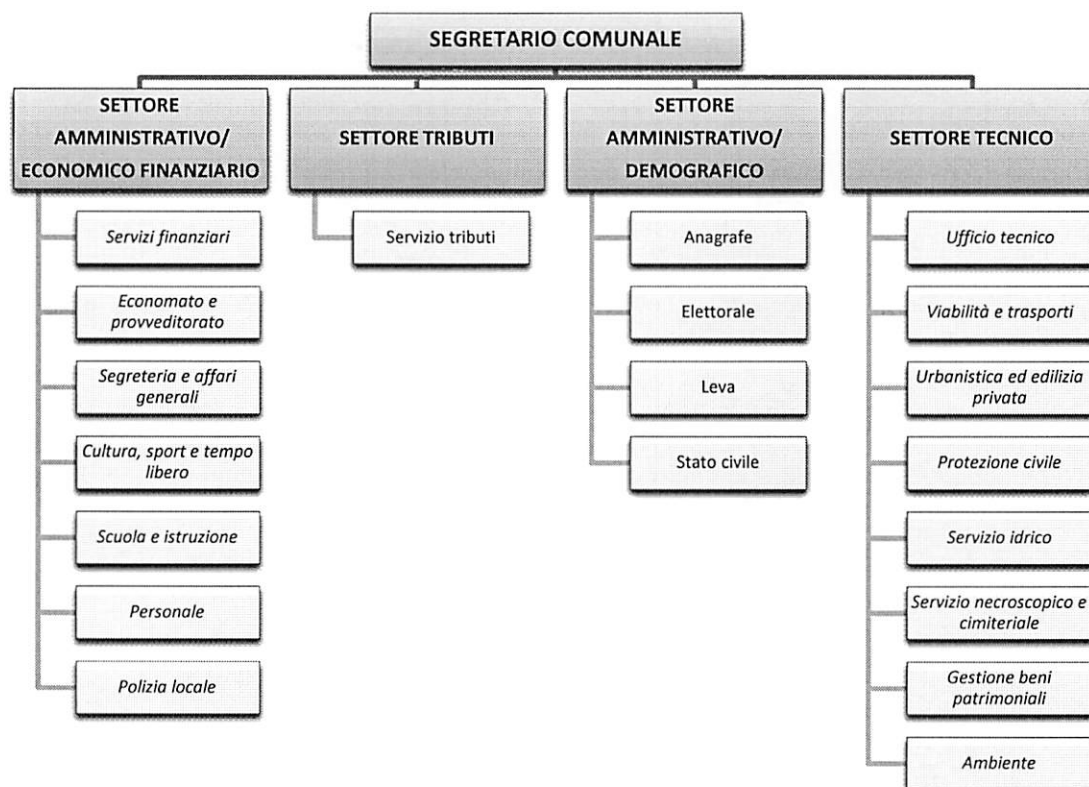 SEGRETARIO COMUNALE
SETTORE
AMMINISTRATIVO/
ECONOMICO FINANZIARIO
Servizi finanziari
Economato e
provveditorato
Segreteria e affari
generali
Cultura, sport e tempo
libero
Scuola e istruzione
Personale
Polizia locale
SETTORE TRIBUTI
Servizio tributi
SETTORE
AMMINISTRATIVO/
DEMOGRAFICO
Anagrafe
Elettorale
Leva
Stato civile
SETTORE TECNICO
Ufficio tecnico
Viabilità e trasporti
Urbanistica ed edilizia
privata
Protezione civile
Servizio idrico
Servizio necroscopico e
cimiteriale
Gestione beni
patrimoniali
Ambiente